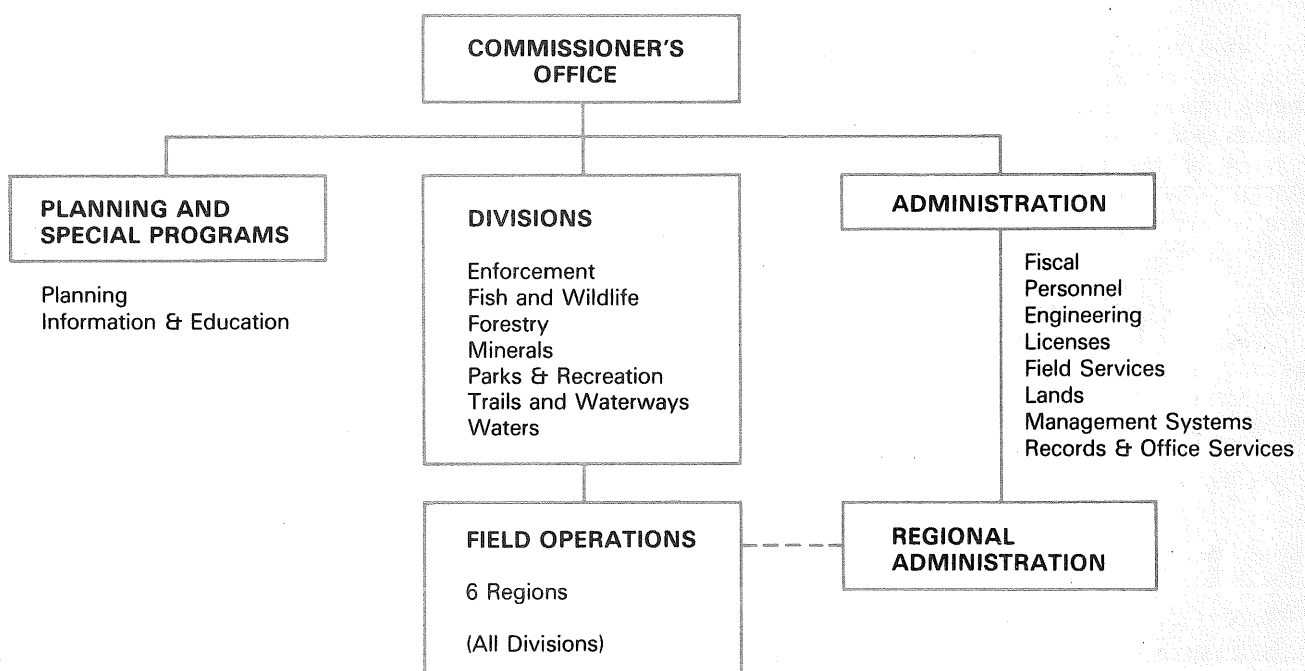 COMMISSIONER'S
OFFICE
PLANNING AND
SPECIAL PROGRAMS
Planning
Information & Education
DIVISIONS
Enforcement
Fish and Wildlife
Forestry
Minerals
Parks & Recreation
Trails and Waterways
Waters
ADMINISTRATION
Fiscal
Personnel
Engineering
Licenses
Field Services
Lands
Management Systems
Records & Office Services
FIELD OPERATIONS
6 Regions
(All Divisions)
REGIONAL
ADMINISTRATION